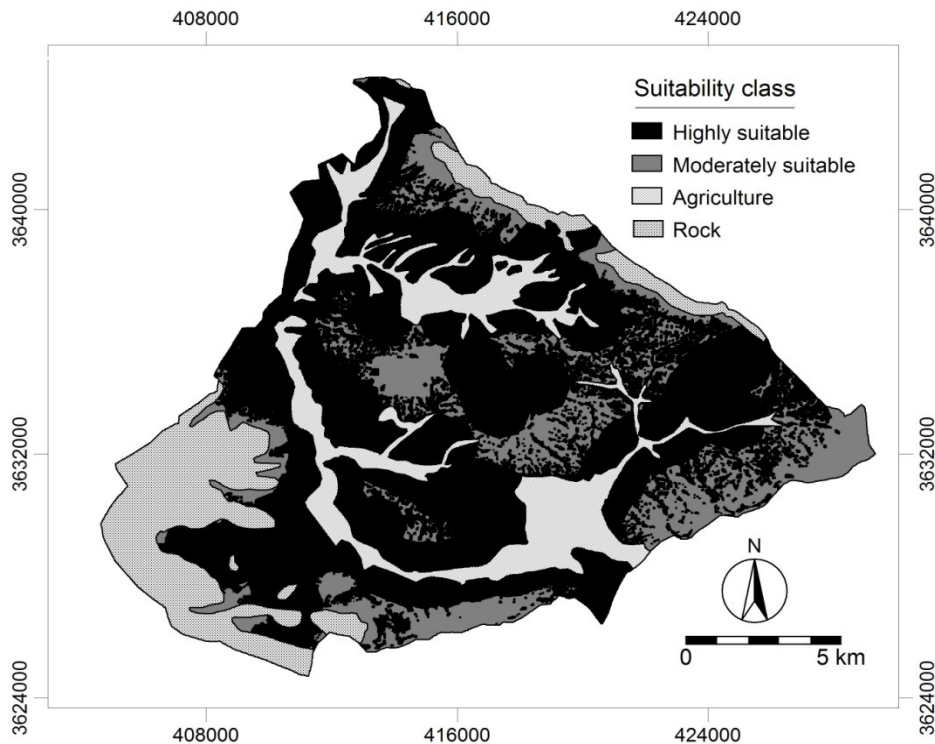 408000 416000 424000
Suitability class
Highly suitable
Moderately suitable
Agriculture
Rock
3640000 3640000
3632000 3632000
N
0 5 km
3624000 3624000
408000 416000 424000